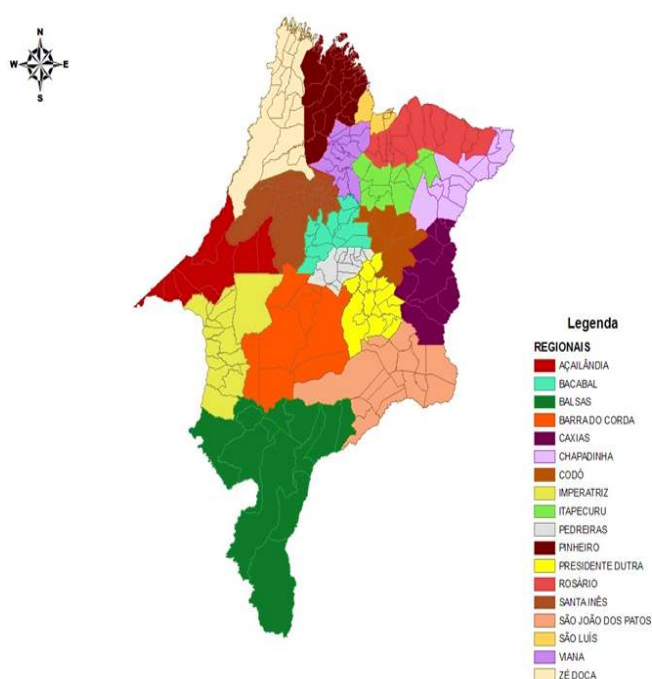 N
W E
S
Legenda
REGIONAIS
AÇAILÂNDIA
BACABAL
BALSAS
BARRA DO CORDA
CAXIAS
CHAPADINHA
CODÓ
IMPERATRIZ
ITAPECURU
PEDREIRAS
PINHEIRO
PRESIDENTE DUTRA
ROSÁRIO
SANTA INÊS
SÃO JOÃO DOS PATOS
SÃO LUÍS
VIANA
ZÉ DOCA